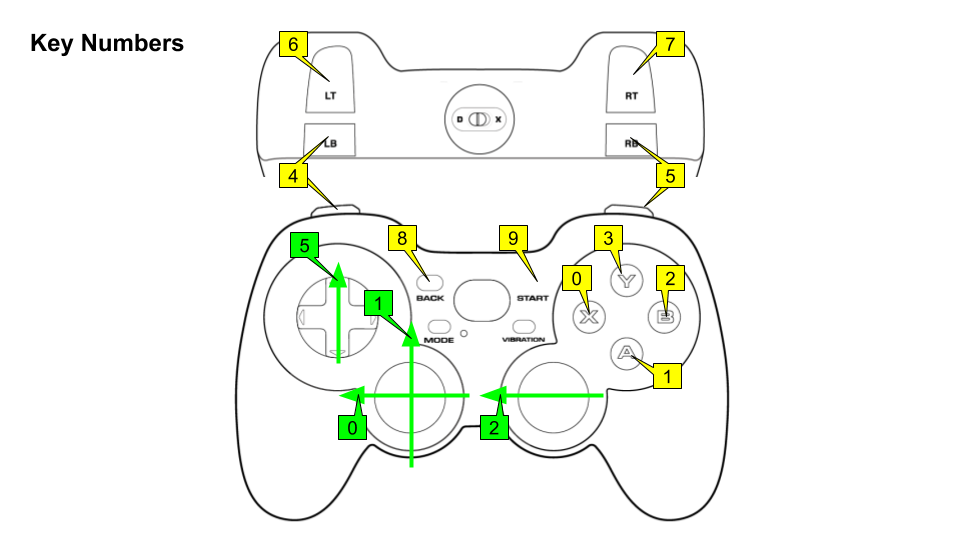 Key Numbers
6
7
LT
RT
D X
LB
RB
4
5
5
8
9
3
0
2
Y
1
BACK
START
X
B
MODE
VIBRATION
A
1
0
2